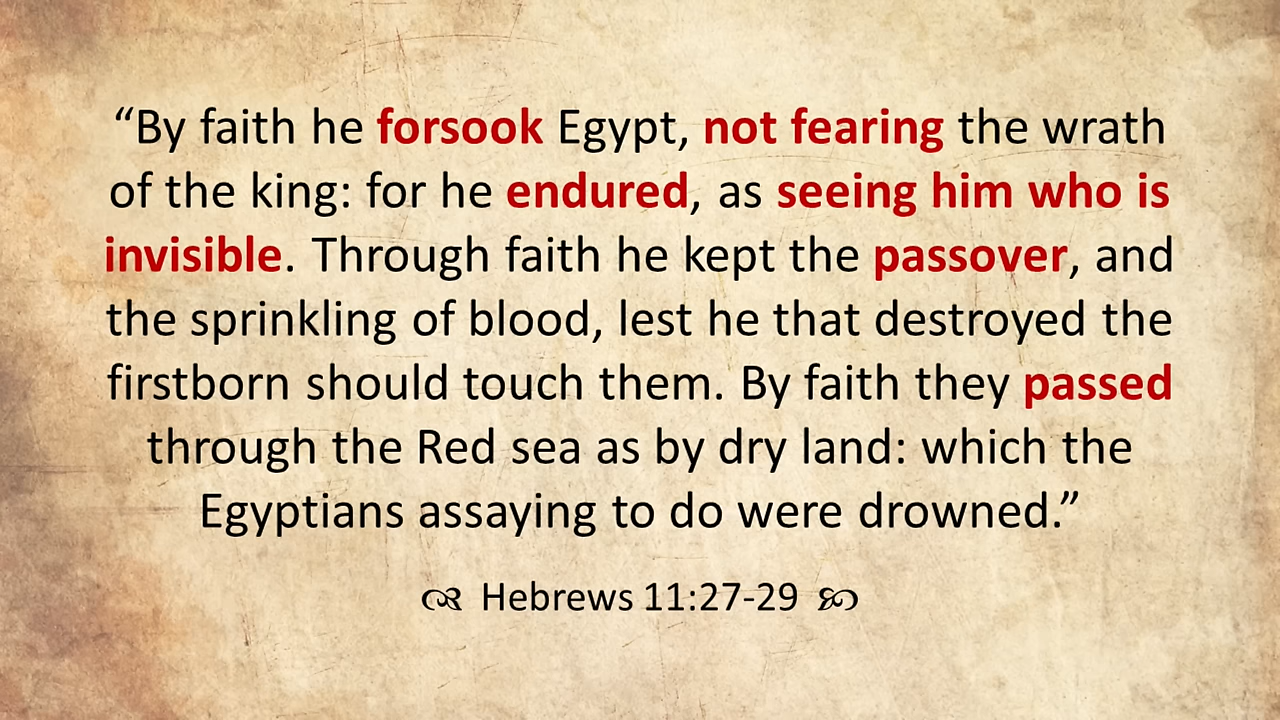 “By faith he forsook Egypt, not fearing the wrath
of the king: for he endured, as seeing him who is
invisible. Through faith he kept the passover, and
the sprinkling of blood, lest he that destroyed the
firstborn should touch them. By faith they passed
through the Red sea as by dry land: which the
Egyptians assaying to do were drowned.”
Hebrews 11:27-29